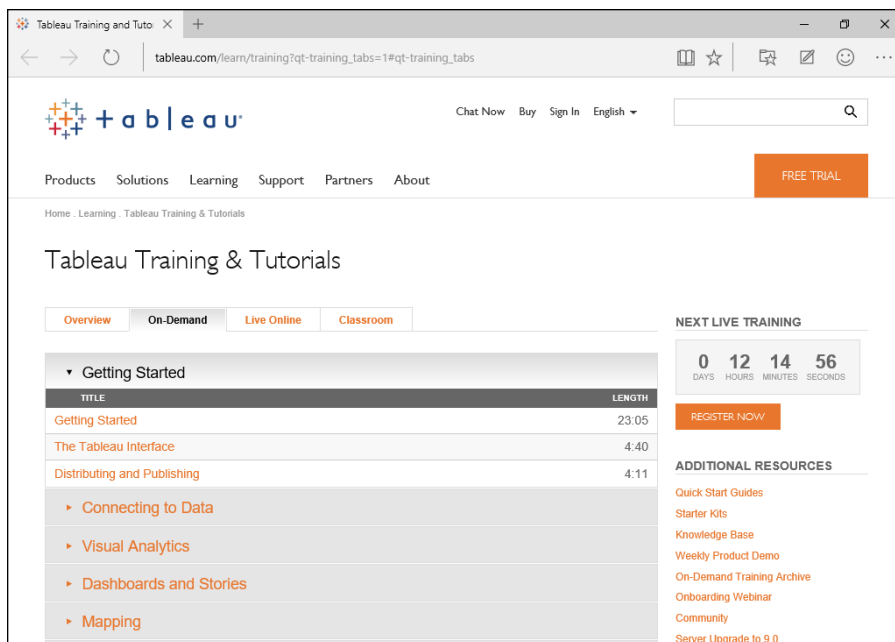 Tableau Training and Tuto
tableau.com/learn/training?qt-training_tabs=1#qt-training_tabs
+ a b l e a u
Chat Now Buy Sign In English
Products Solutions Learning Support Partners About
FREE TRIAL
Home . Learning . Tableau Training & Tutorials
Tableau Training & Tutorials
Overview On-Demand Live Online Classroom
Getting Started
TITLE LENGTH
Getting Started 23:05
The Tableau Interface 4:40
Distributing and Publishing 4:11
Connecting to Data
Visual Analytics
Dashboards and Stories
Mapping
NEXT LIVE TRAINING
0 12 14 56
DAYS HOURS MINUTES SECONDS
REGISTER NOW
ADDITIONAL RESOURCES
Quick Start Guides
Starter Kits
Knowledge Base
Weekly Product Demo
On-Demand Training Archive
Onboarding Webinar
Community
Server Upgrade to 9.0